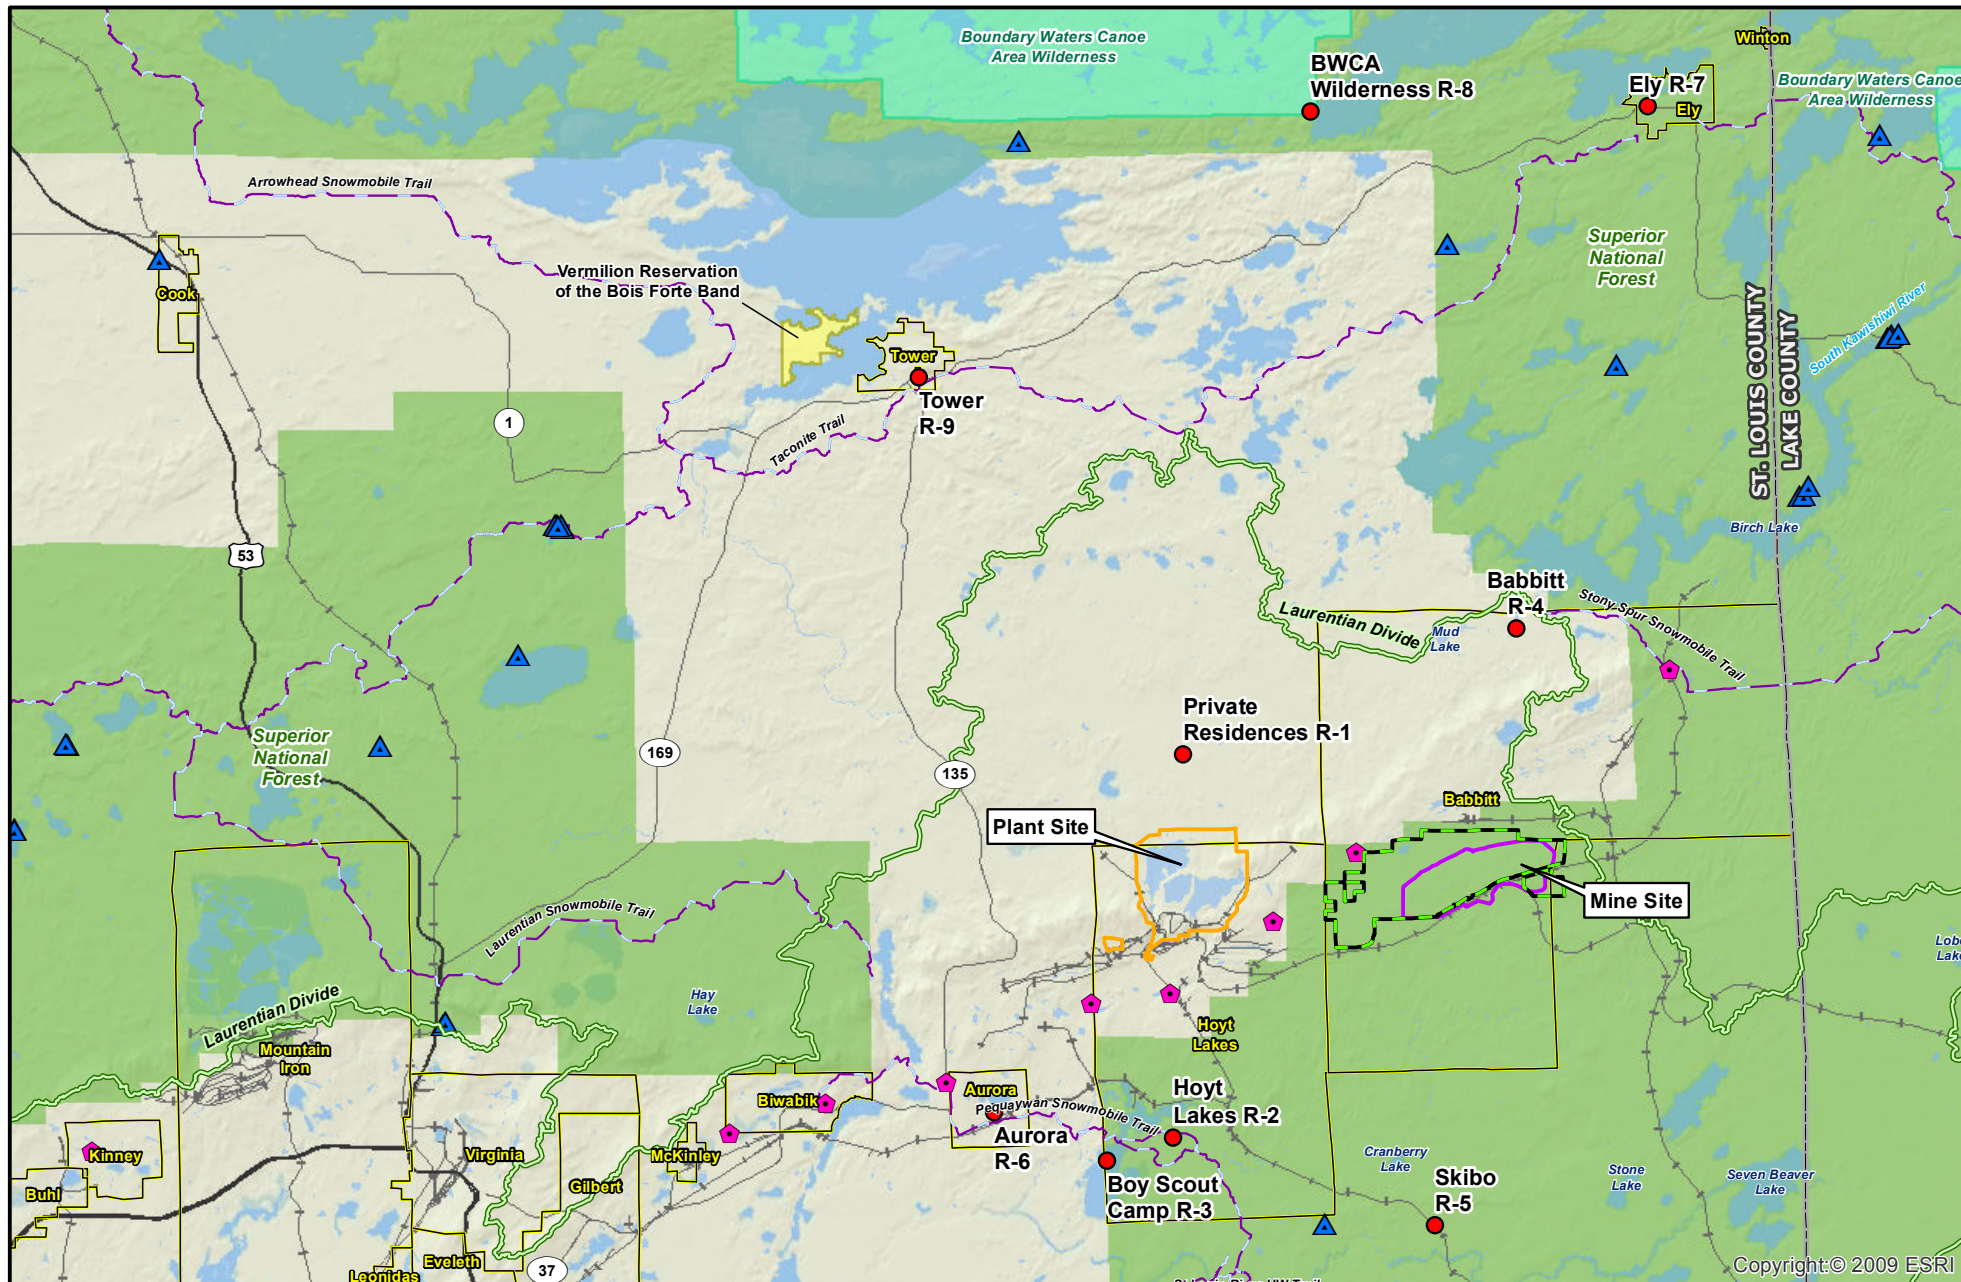 Boundary Waters Canoe
Area Wilderness
BWCA
Wilderness R-8
Winton
Ely R-7
Ely
Boundary Waters Canoe
Area Wilderness
Arrowhead Snowmobile Trail
Superior
National
Forest
Vermilion Reservation
of the Bois Forte Band
Cook
Tower
Tower
R-9
1
Taconite Trail
ST. LOUIS COUNTY
LAKE COUNTY
South Kawishiwi River
Birch Lake
53
Babbitt
R-4
Stony Spur Snowmobile Trail
Laurentian Divide
Mud
Lake
Private
Residences R-1
Superior
National
Forest
169
135
Plant Site
Babbitt
Mine Site
Laurentian Snowmobile Trail
Hay
Lake
Laurentian Divide
Mountain
Iron
Hoyt
Lakes
Biwabik
Aurora
Pequaywan Snowmobile Trail
Hoyt
Lakes R-2
Aurora
R-6
Kinney
Virginia
McKinley
Gilbert
Buhl
Boy Scout
Camp R-3
Cranberry
Lake
Skibo
R-5
Stone
Lake
Seven Beaver
Lake
Eveleth
37
Leonidas
Copyright:© 2009 ESRI